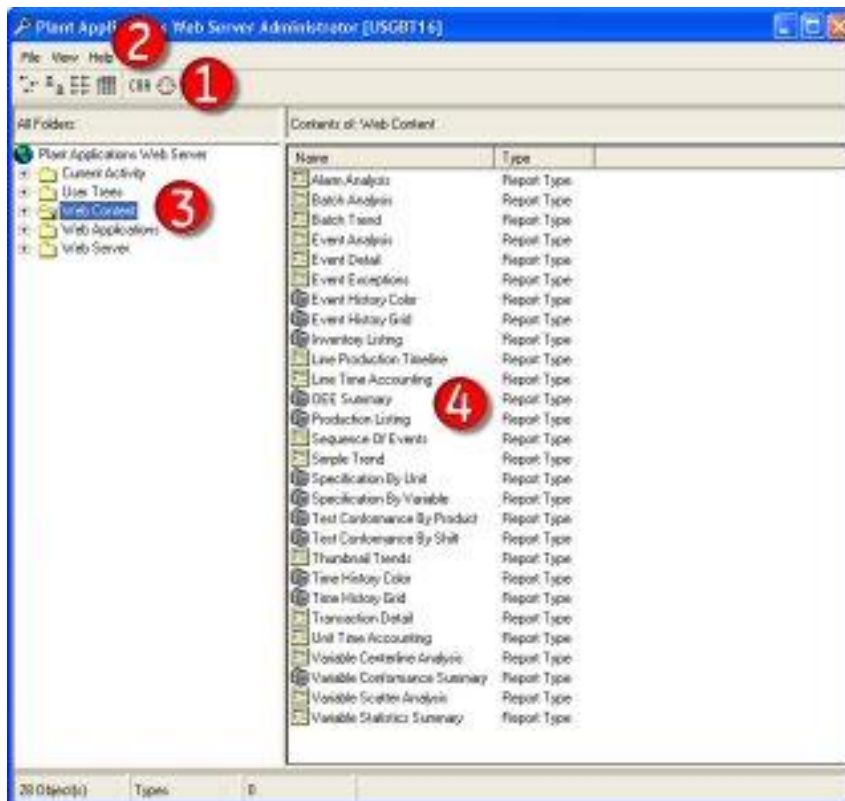 Plant Applications Web Server Administrator [USGBT16]
File View Help
2
1
All Folders:
Contents of: Web Content
Plant Applications Web Server
Current Activity
User Trees
Web Content
Web Applications
Web Server
3
Name Type
Alarm Analysis Report Type
Batch Analysis Report Type
Batch Trend Report Type
Event Analysis Report Type
Event Detail Report Type
Event Exceptions Report Type
Event History Color Report Type
Event History Grid Report Type
Inventory Listing Report Type
Line Production Timeline Report Type
Line Time Accounting Report Type
OEE Summary Report Type
4
Production Listing Report Type
Sequence Of Events Report Type
Simple Trend Report Type
Specification By Unit Report Type
Specification By Variable Report Type
Test Conformance By Product Report Type
Test Conformance By Shift Report Type
Thumbnail Trends Report Type
Time History Color Report Type
Time History Grid Report Type
Transaction Detail Report Type
Unit Time Accounting Report Type
Variable Centerline Analysis Report Type
Variable Conformance Summary Report Type
Variable Scatter Analysis Report Type
Variable Statistics Summary Report Type
28 Object(s) Types 0